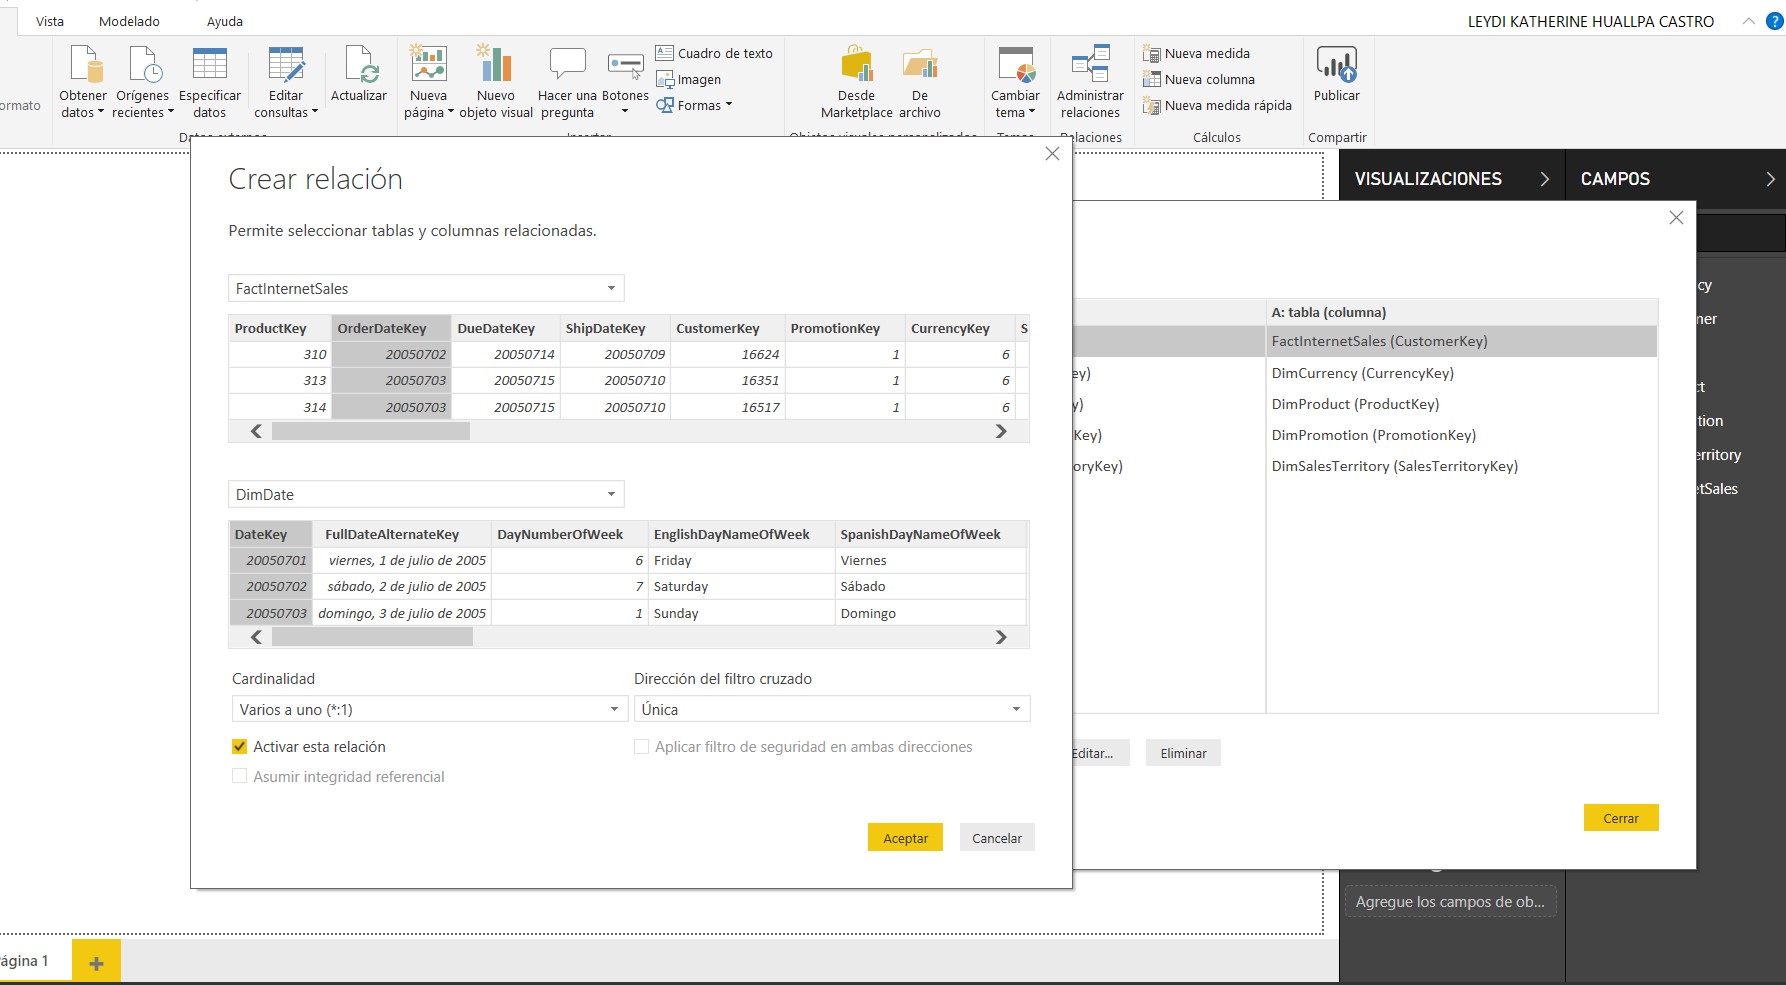 Vista Modelado Ayuda LEYDI KATHERINE HUALLPA CASTRO ?
ormato
Obtener datos
Orígenes recientes
Especificar datos
Editar consultas
Actualizar
Nueva página
Nuevo objeto visual
Hacer una pregunta
Botones
Cuadro de texto
Imagen
Formas
Desde Marketplace
De archivo
Cambiar tema
Administrar relaciones
Nueva medida
Nueva columna
Nueva medida rápida
Publicar
Cálculos
Compartir
VISUALIZACIONES
CAMPOS
Crear relación
Permite seleccionar tablas y columnas relacionadas.
FactInternetSales
ProductKey OrderDateKey DueDateKey ShipDateKey CustomerKey PromotionKey CurrencyKey S
310 20050702 20050714 20050709 16624 1 6
313 20050703 20050715 20050710 16351 1 6
314 20050703 20050715 20050710 16517 1 6
DimDate
DateKey FullDateAlternateKey DayNumberOfWeek EnglishDayNameOfWeek SpanishDayNameOfWeek
20050701 viernes, 1 de julio de 2005 6 Friday Viernes
20050702 sábado, 2 de julio de 2005 7 Saturday Sábado
20050703 domingo, 3 de julio de 2005 1 Sunday Domingo
Cardinalidad
Varios a uno (*:1)
Dirección del filtro cruzado
Única
Activar esta relación
Aplicar filtro de seguridad en ambas direcciones
Asumir integridad referencial
Aceptar
Cancelar
A: tabla (columna)
FactInternetSales (CustomerKey)
ey) DimCurrency (CurrencyKey)
y) DimProduct (ProductKey)
Key) DimPromotion (PromotionKey)
oryKey) DimSalesTerritory (SalesTerritoryKey)
Editar...
Eliminar
Cerrar
cy
mer
ct
tion
erritory
etSales
Agregue los campos de ob...
ágina 1